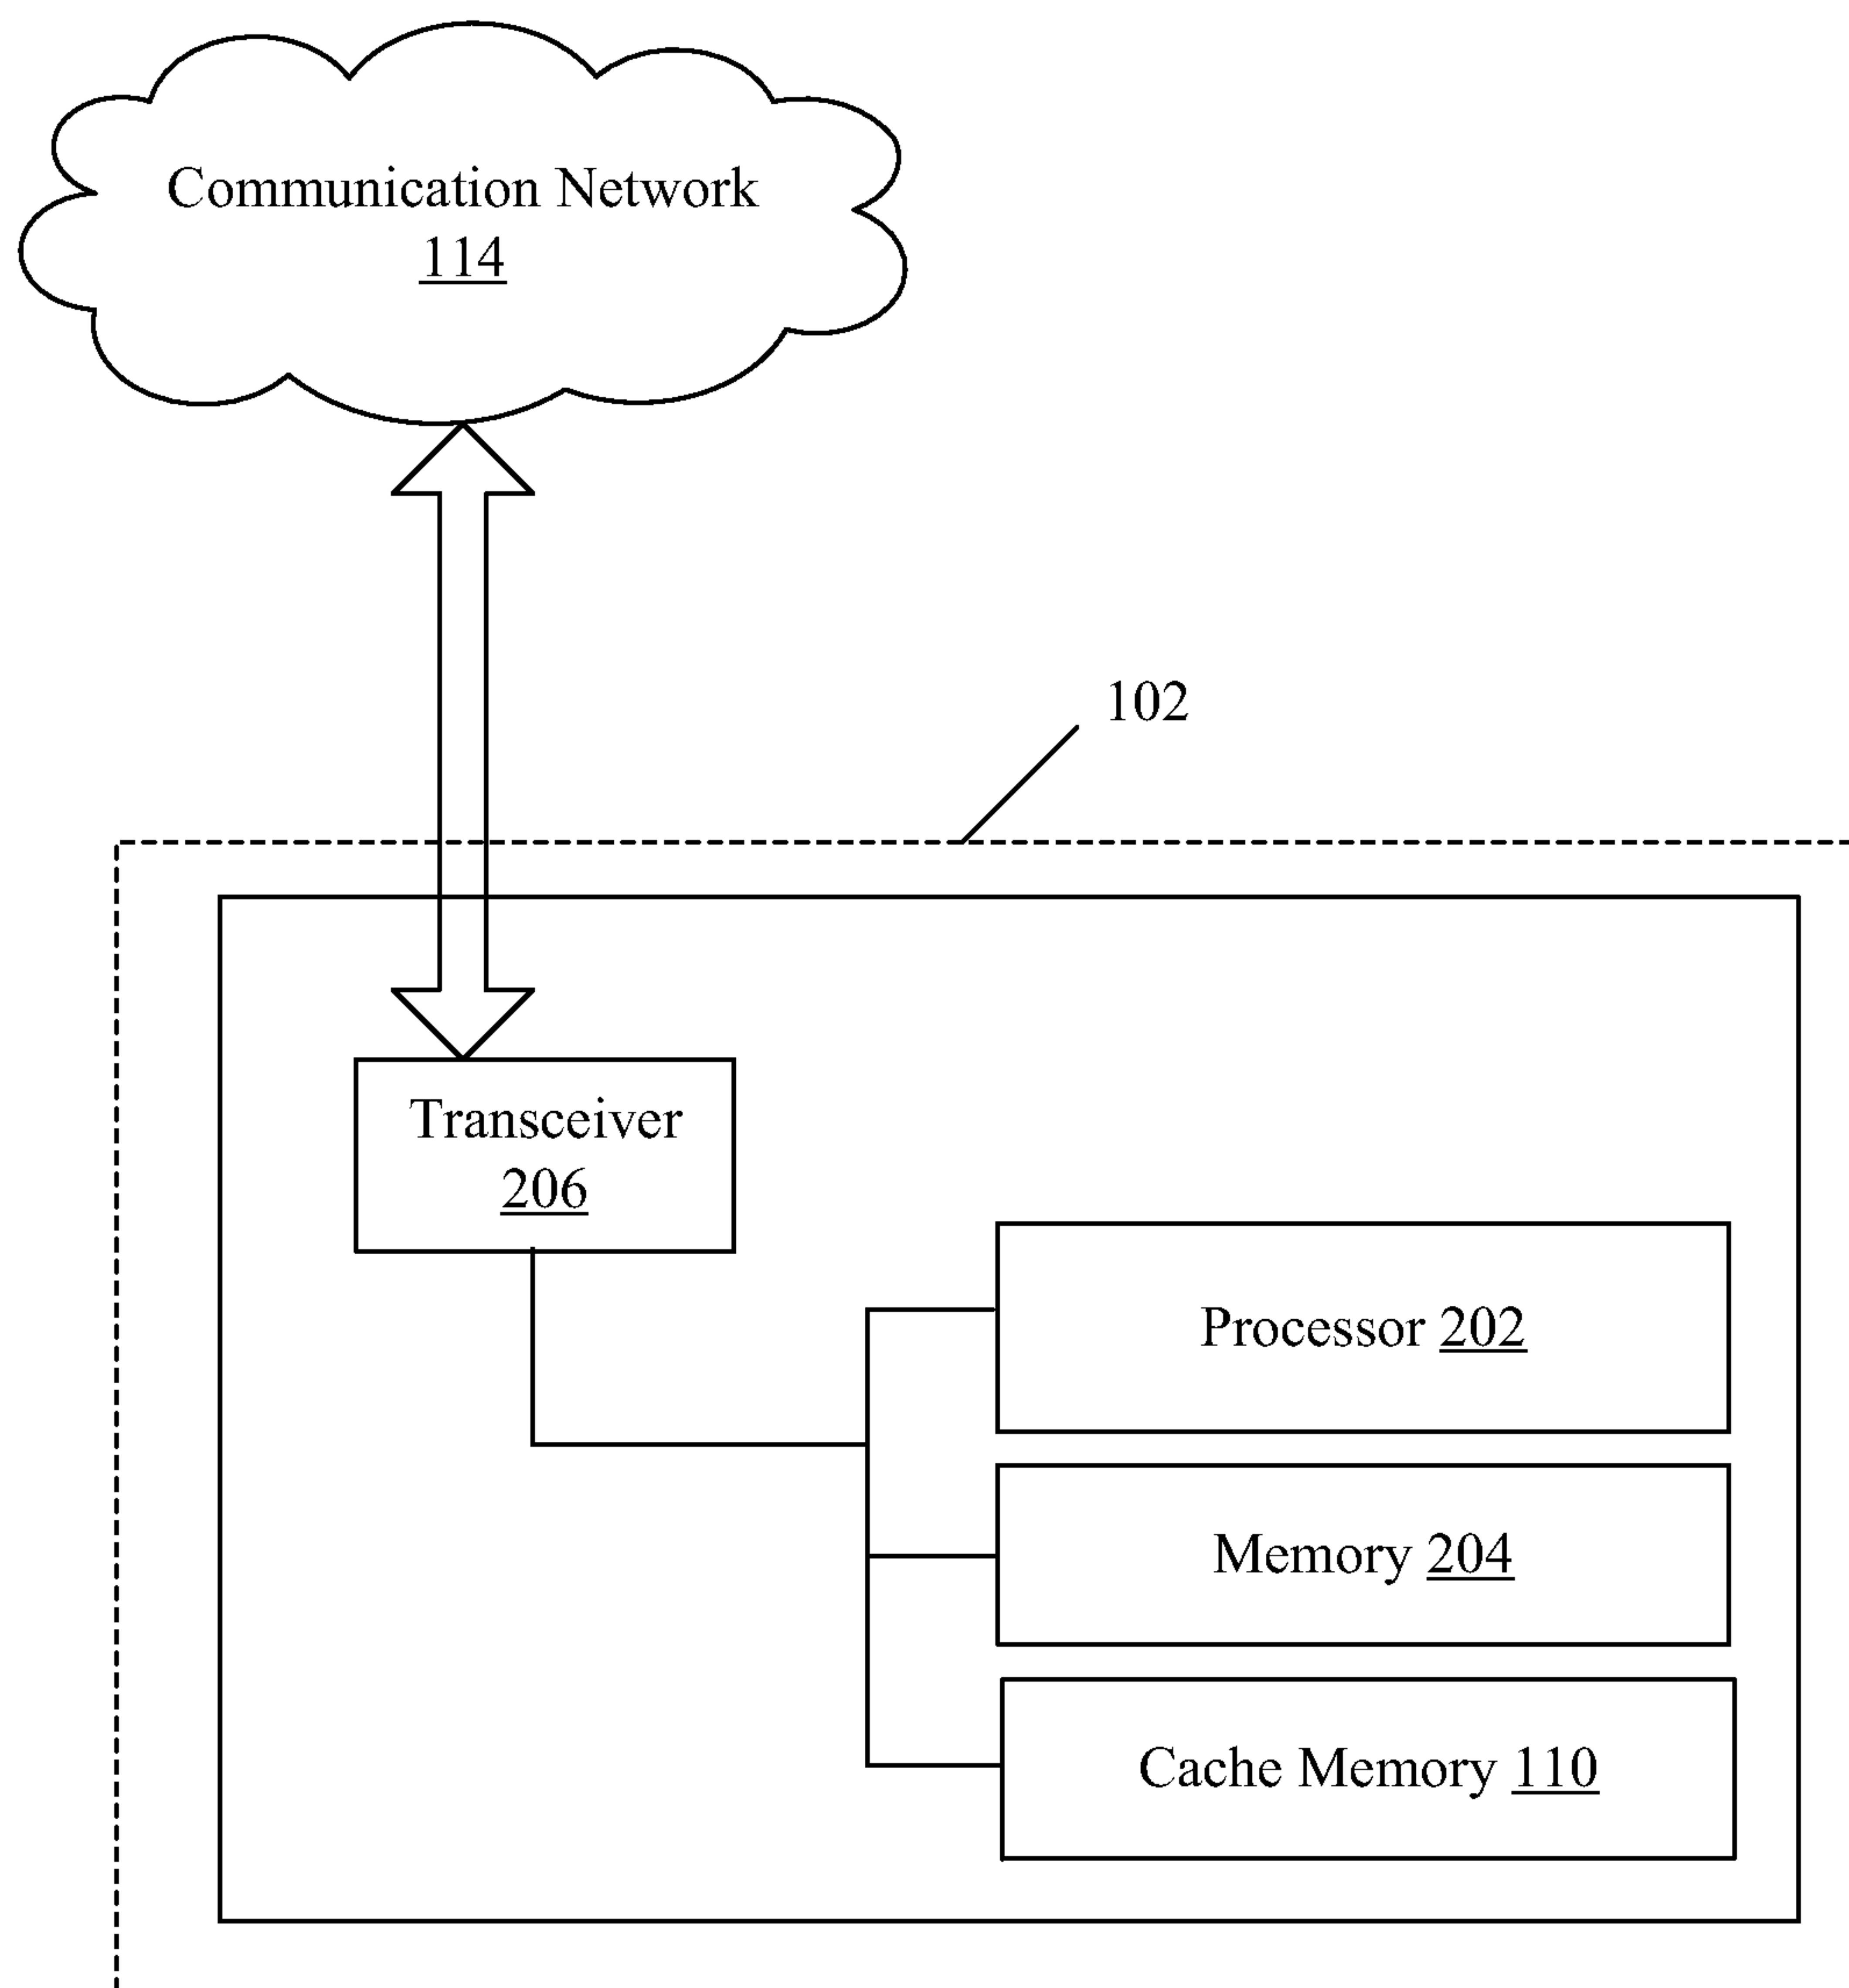 Communication Network
114
102
Transceiver
206
Processor 202
Memory 204
Cache Memory 110